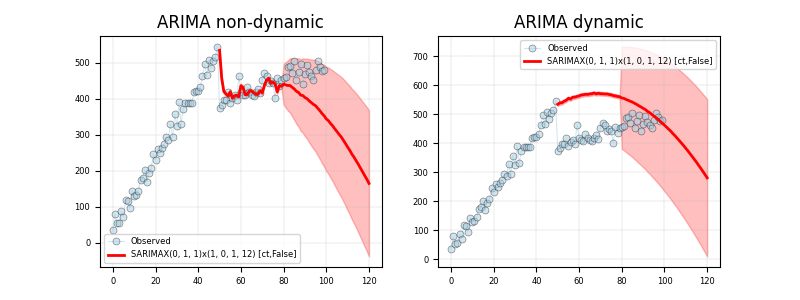 ARIMA non-dynamic
500
400
300
200
100
0
Observed
SARIMAX(0, 1, 1)x(1, 0, 1, 12) [ct,False]
0 20 40 60 80 100 120
ARIMA dynamic
Observed
SARIMAX(0, 1, 1)x(1, 0, 1, 12) [ct,False]
700
600
500
400
300
200
100
0
0 20 40 60 80 100 120